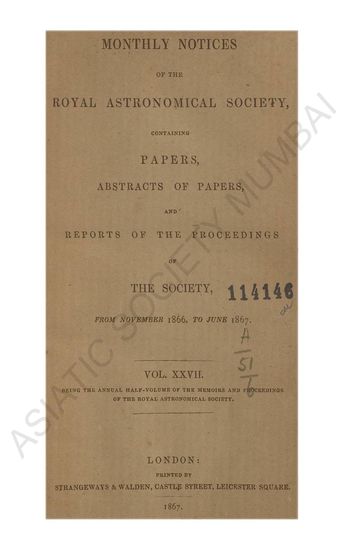 MONTHLY NOTICES
OF THE
ROYAL ASTRONOMICAL SOCIETY,
CONTAINING
PAPERS,
ABSTRACTS OF PAPERS,
AND
REPORTS OF THE PROCEEDINGS
OF
THE SOCIETY,
114146
FROM NOVEMBER 1866, TO JUNE 1867.
A
51
VOL. XXVII.
BEING THE ANNUAL HALF-VOLUME OF THE MEMOIRS AND PROCEEDINGS
OF THE ROYAL ASTRONOMICAL SOCIETY.
LONDON:
PRINTED BY
STRANGEWAYS & WALDEN, CASTLE STREET, LEICESTER SQUARE.
1867.
ASIATIC SOCIETY MUMBAI